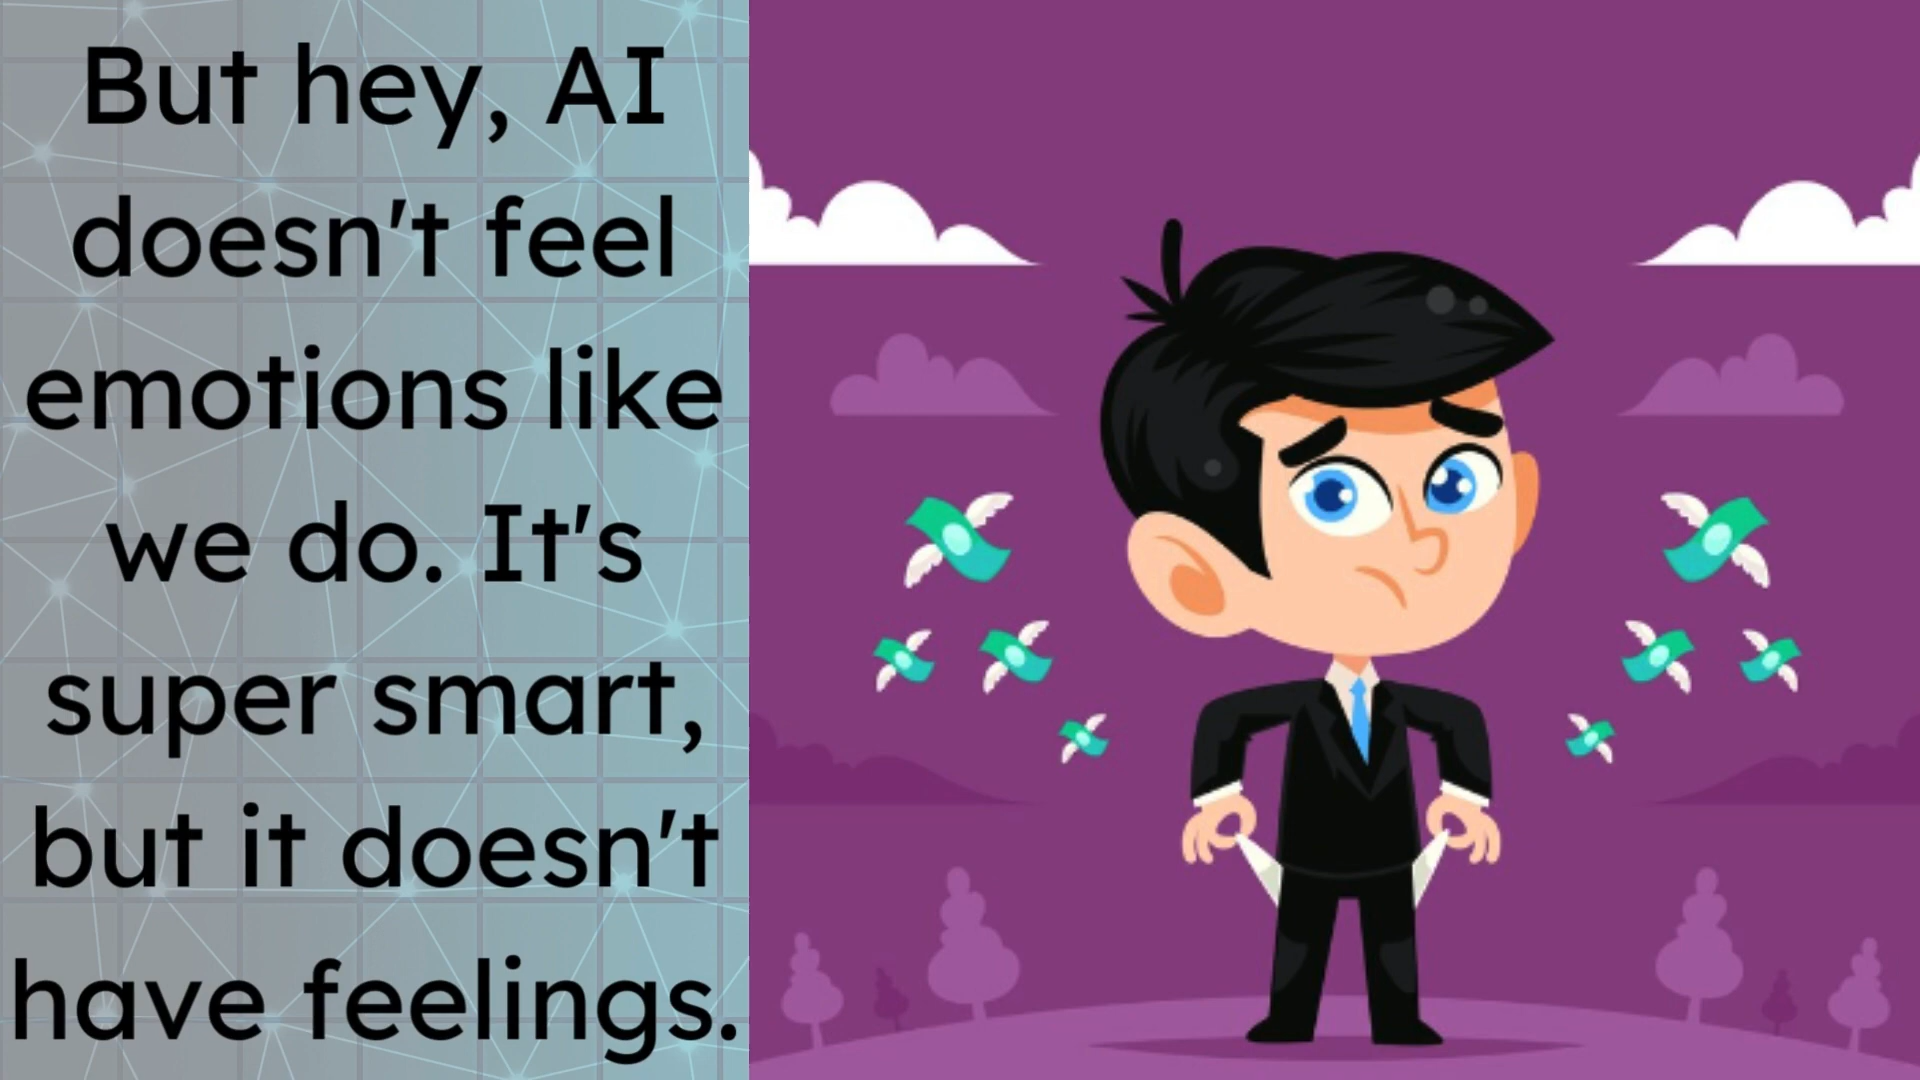 But hey, AI
doesn't feel
emotions like
we do. It's
super smart,
but it doesn't
have feelings.